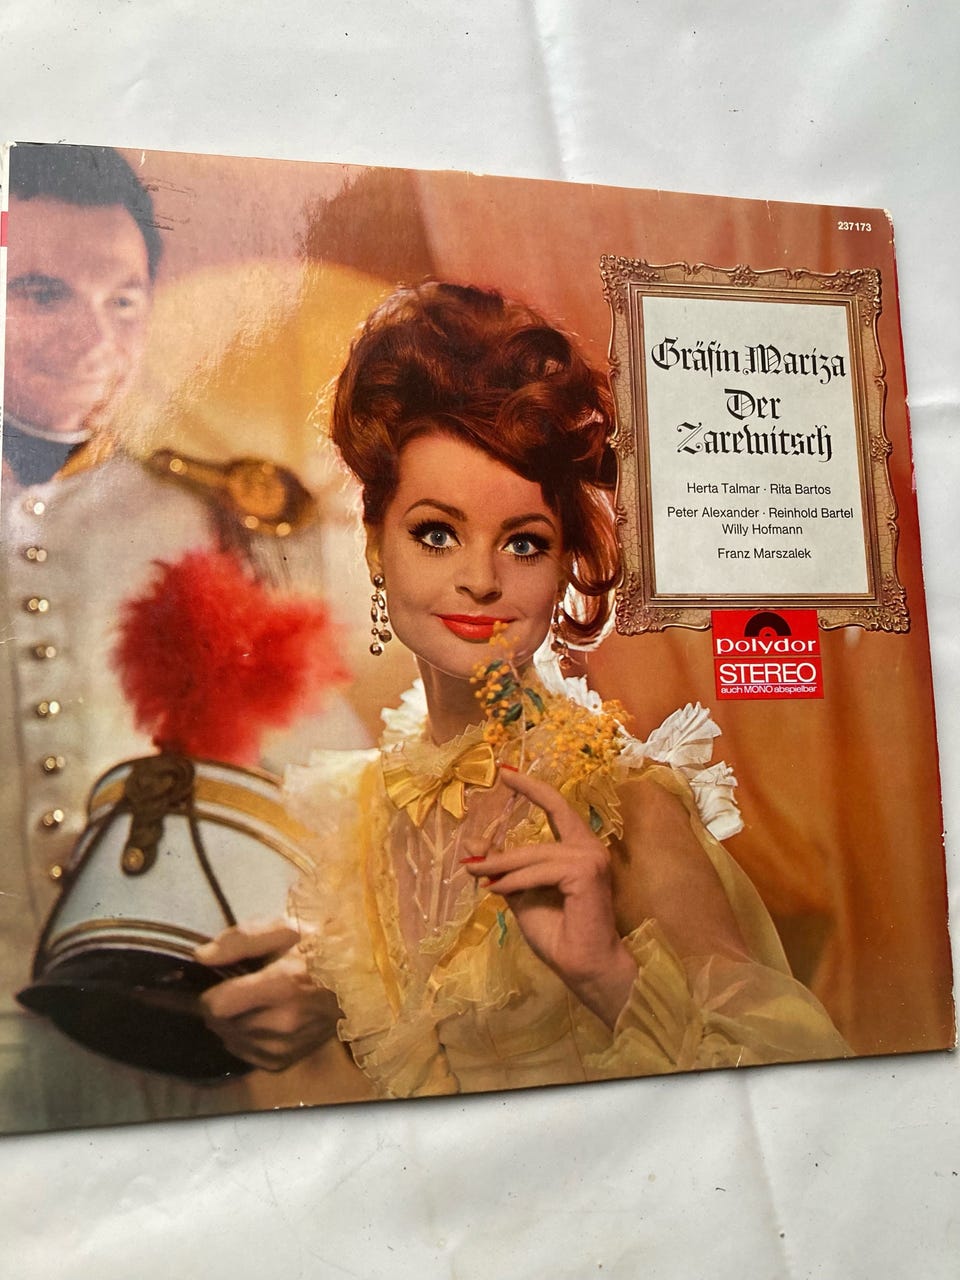 237173
Gräfin Mariza
Der
Zarewitsch
Herta Talmar · Rita Bartos
Peter Alexander · Reinhold Bartel
Willy Hofmann
Franz Marszalek
polydor
STEREO
auch MONO abspielbar